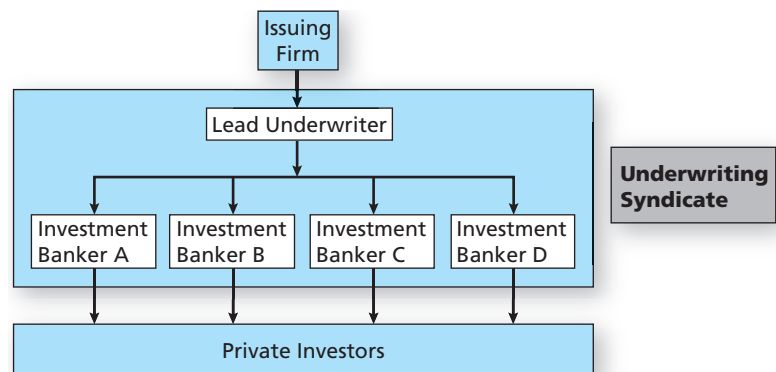 Issuing
Firm
Lead Underwriter
Underwriting
Syndicate
Investment
Banker A
Investment
Banker B
Investment
Banker C
Investment
Banker D
Private Investors